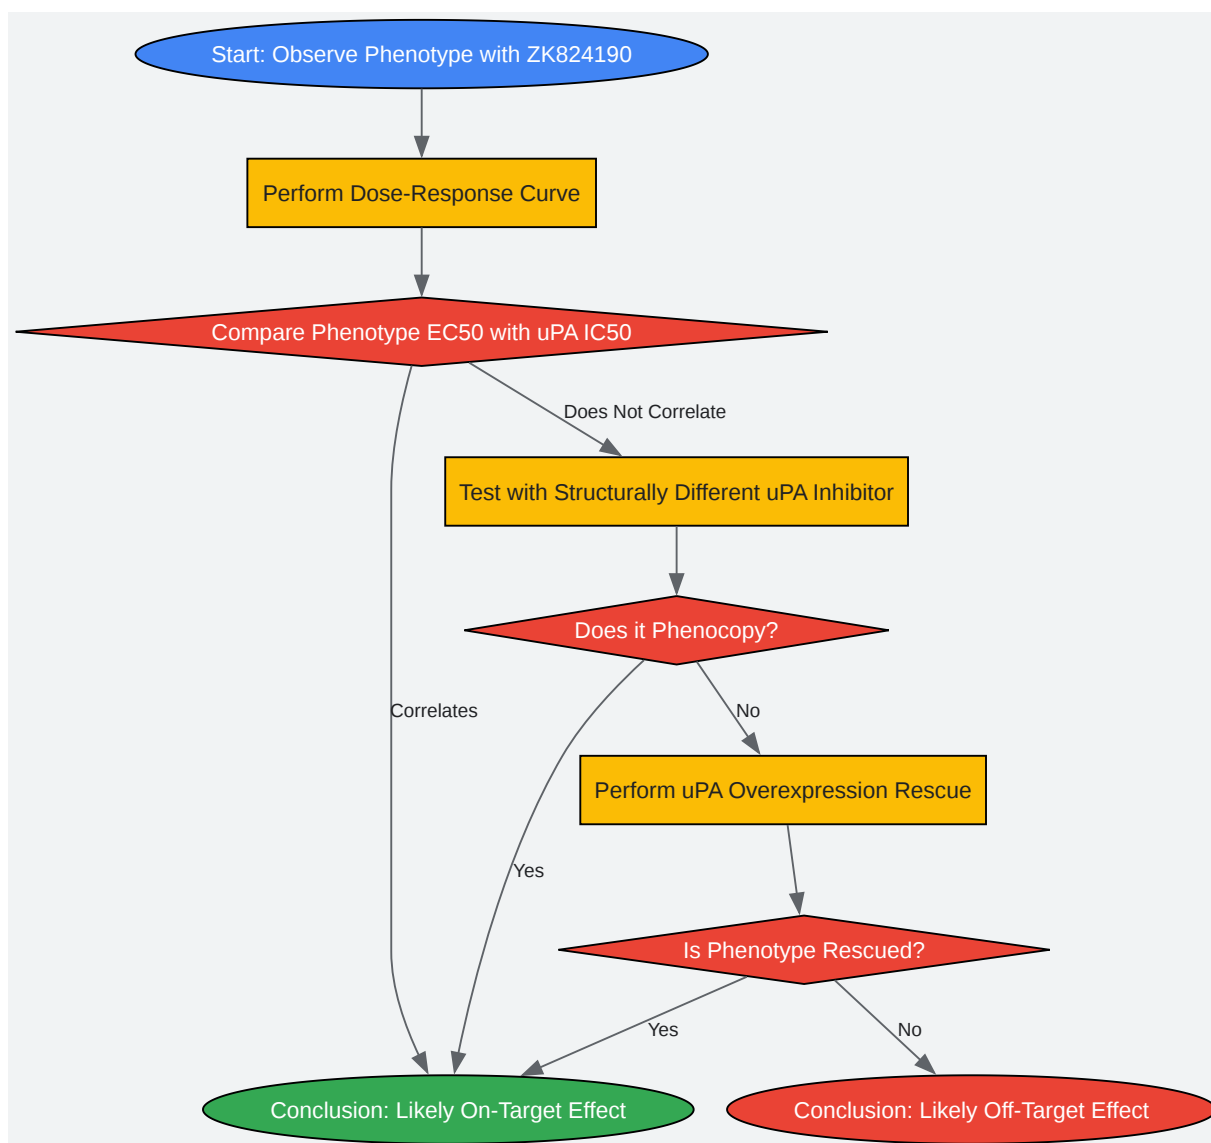 Start: Observe Phenotype with ZK824190
Perform Dose-Response Curve
Compare Phenotype EC50 with uPA IC50
Does Not Correlate
Test with Structurally Different uPA Inhibitor
Does it Phenocopy?
Correlates
No
Perform uPA Overexpression Rescue
Yes
Is Phenotype Rescued?
Yes
No
Conclusion: Likely On-Target Effect
Conclusion: Likely Off-Target Effect